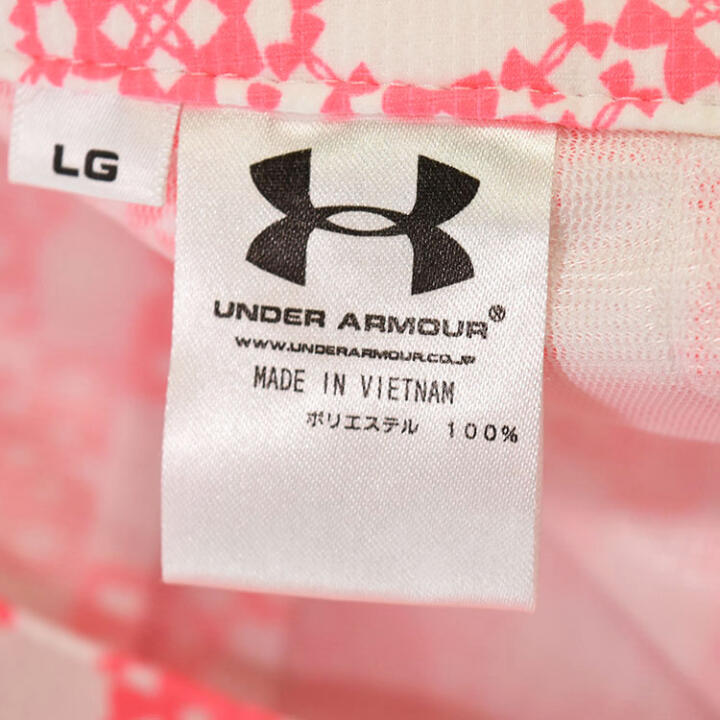 LG
UNDER ARMOUR®
WWW.UNDERARMOUR.CO.JP
MADE IN VIETNAM
ポリエステル 100%